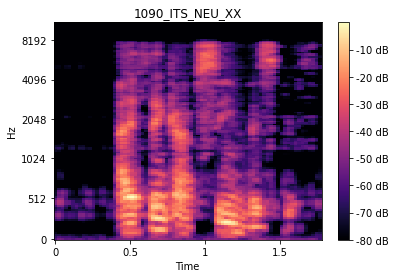 1090_ITS_NEU_XX
8192
4096
2048
1024
512
0
Hz
0
0.5
1
1.5
Time
-10 dB
-20 dB
-30 dB
-40 dB
-50 dB
-60 dB
-70 dB
-80 dB